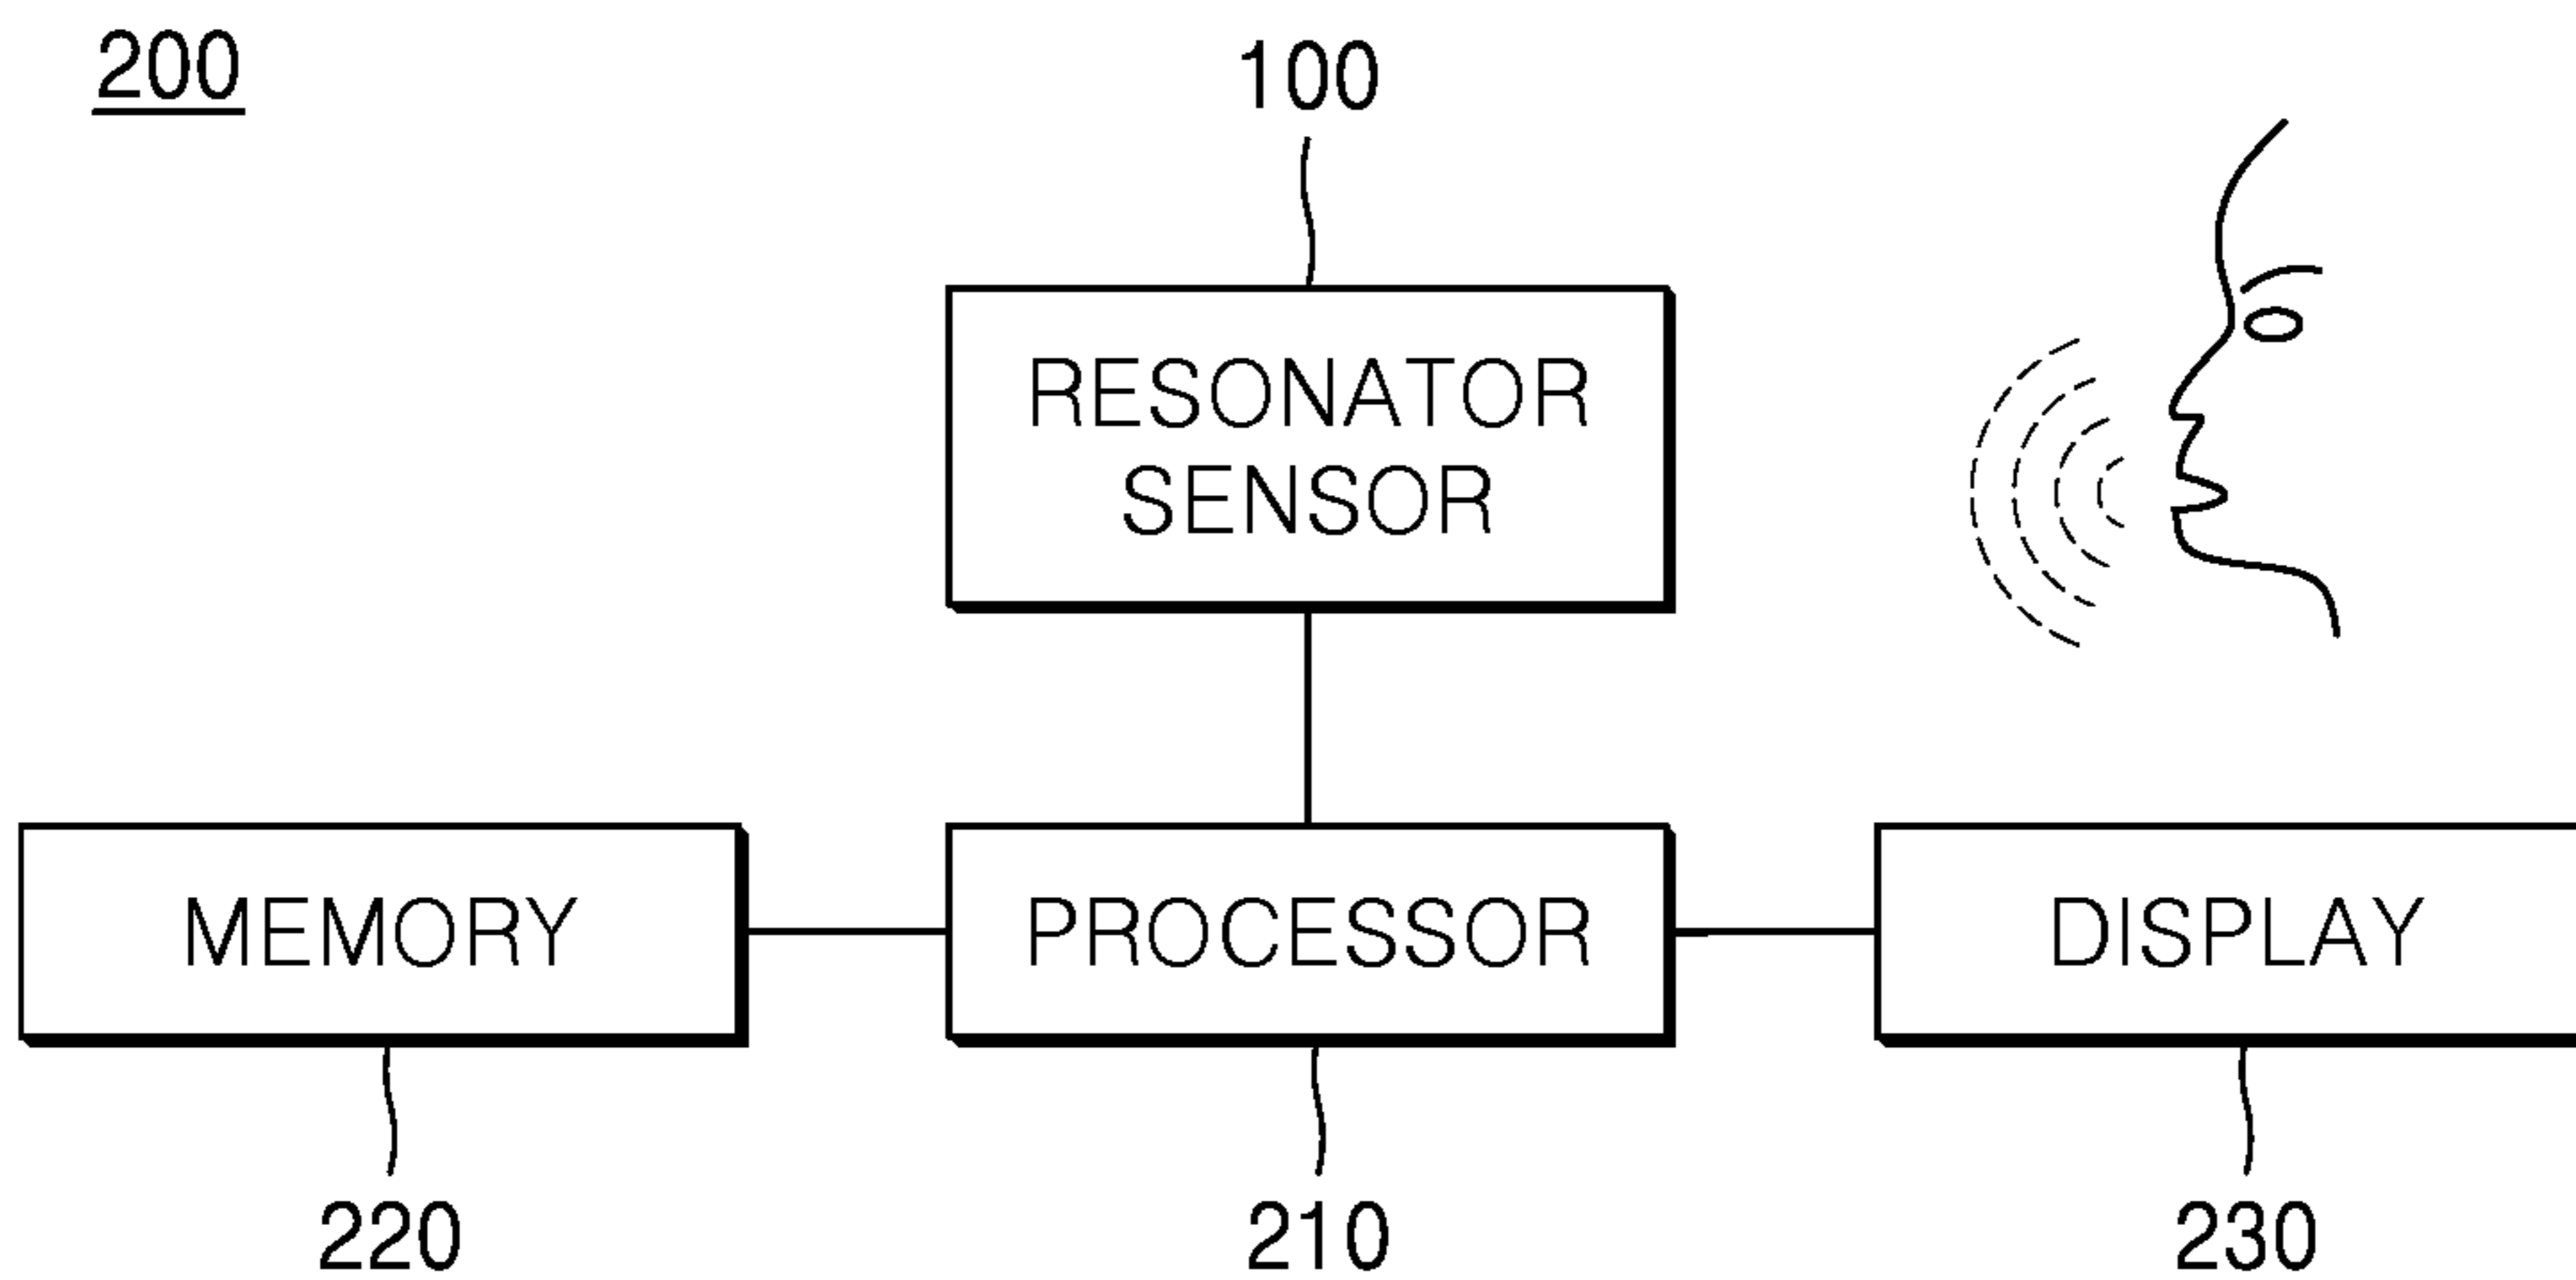 200
100
RESONATOR
SENSOR
MEMORY
PROCESSOR
DISPLAY
220
210
230